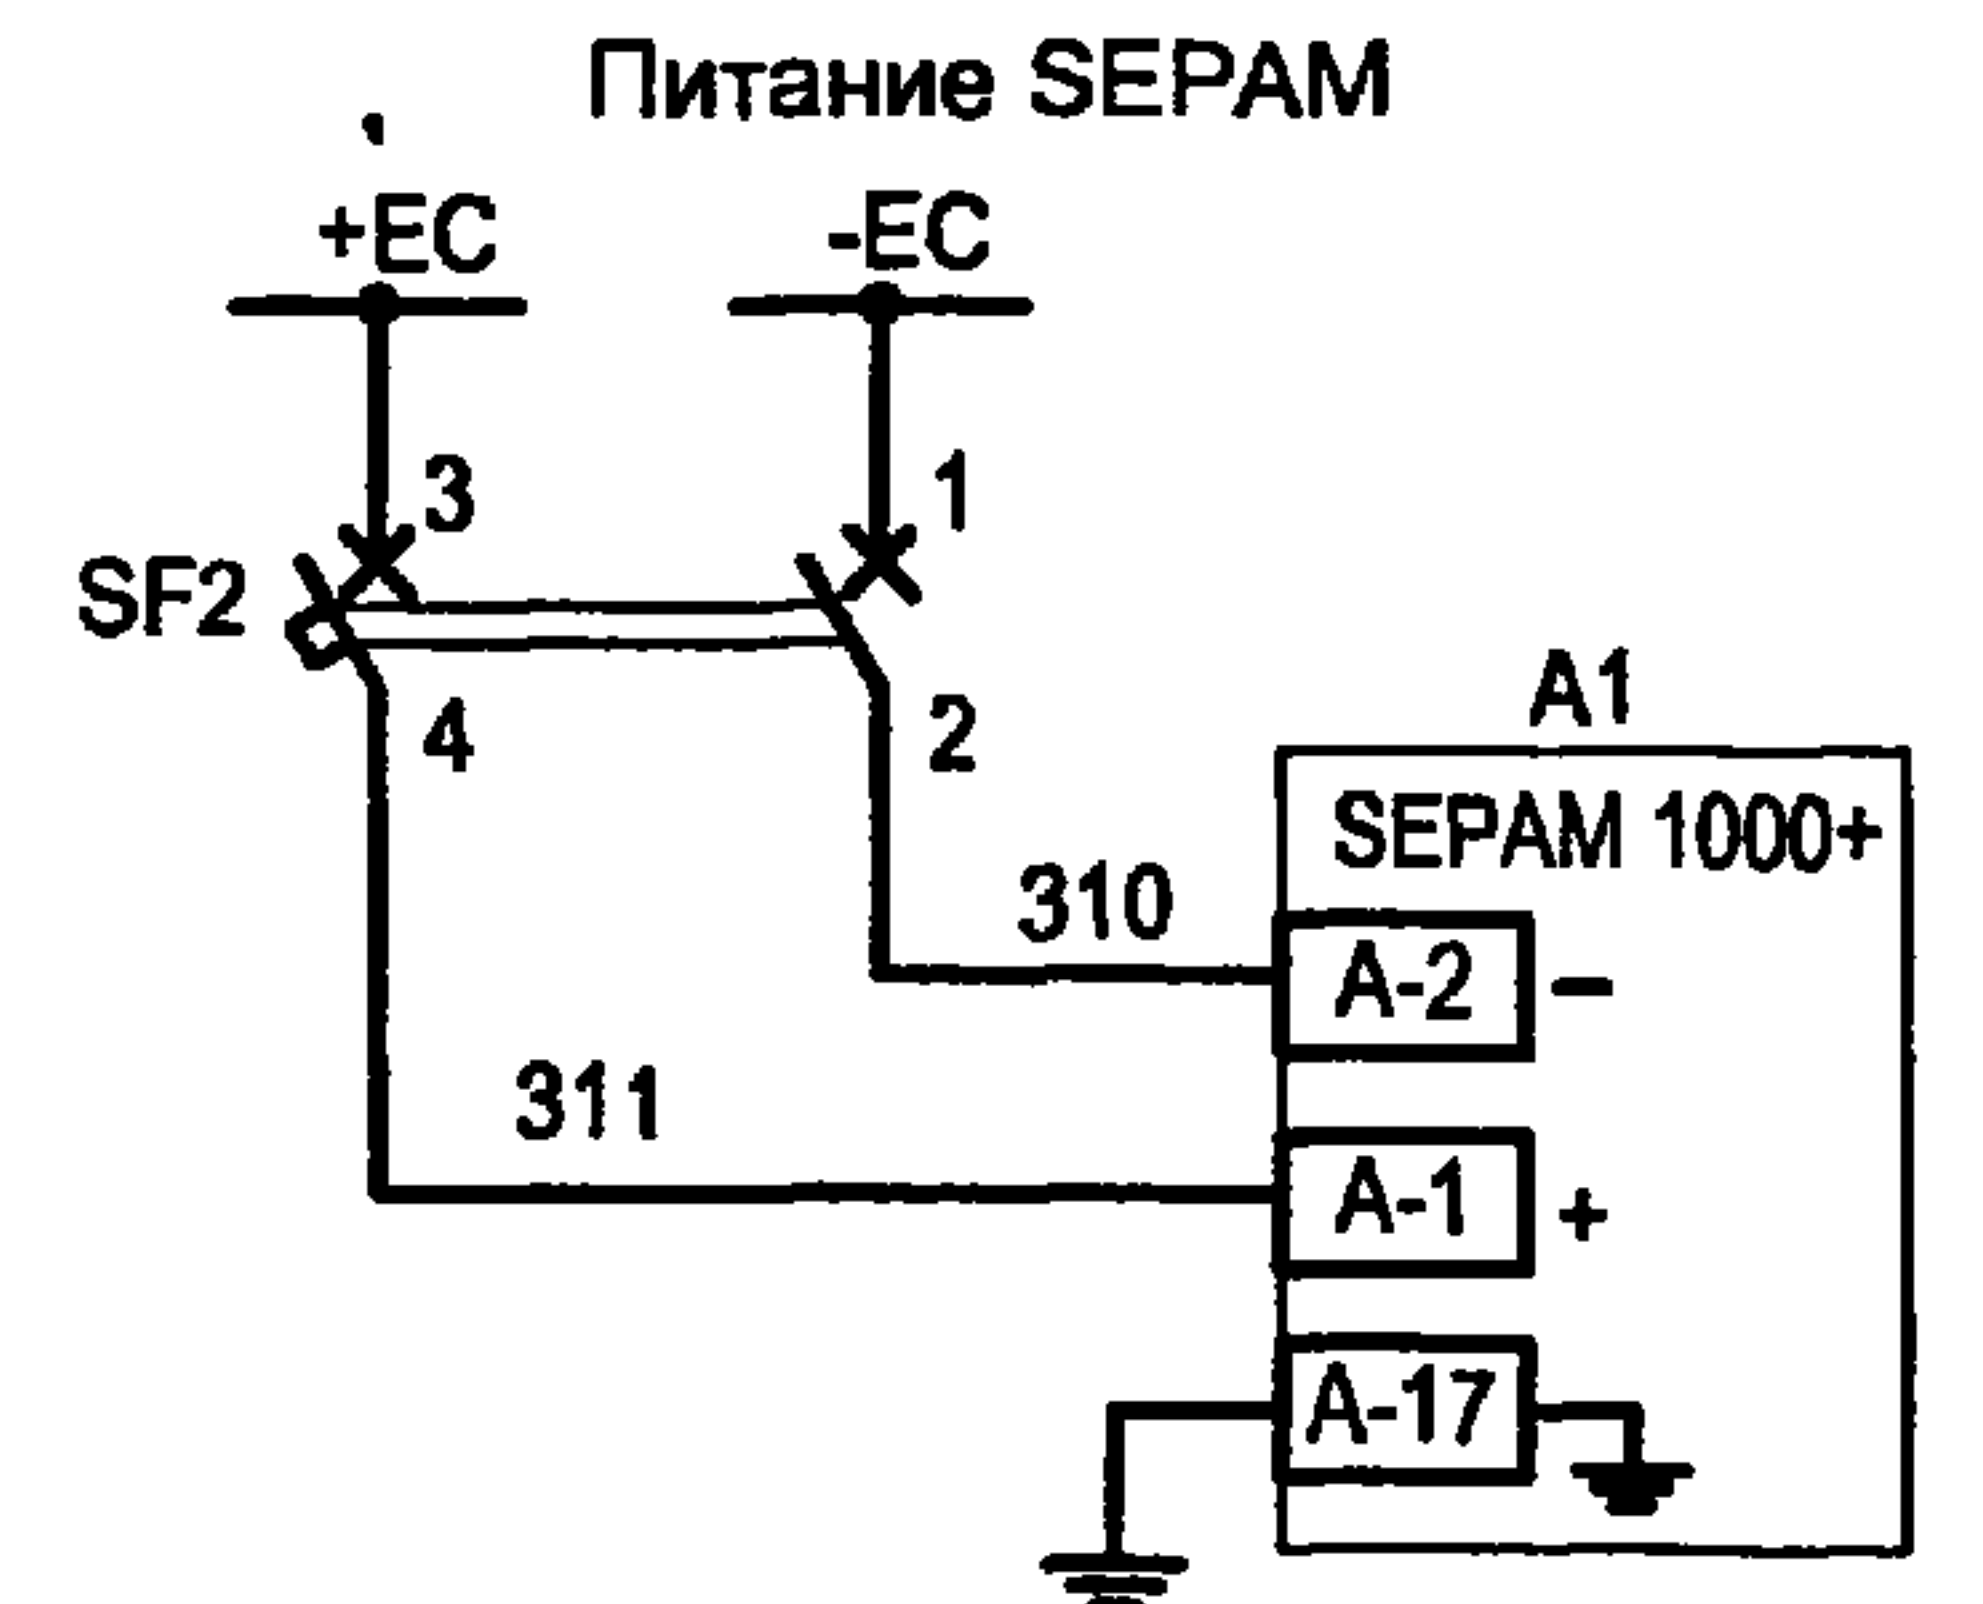 Питание SEPAM
+EC
-EC
3
1
SF2
4
2
A1
SEPAM 1000+
310
A-2 −
311
A-1 +
A-17